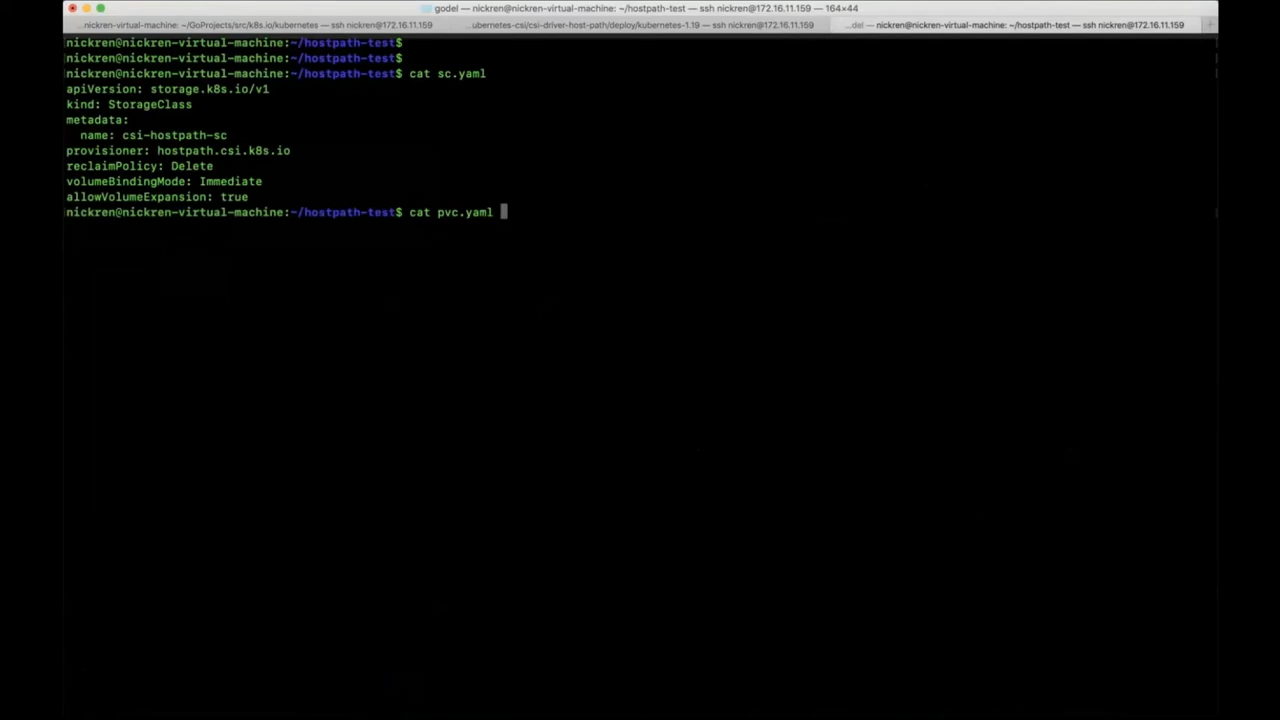 godel — nickren@nickren-virtual-machine: ~/hostpath-test — ssh nickren@172.16.11.159 — 164×44
...nickren-virtual-machine: ~/GoProjects/src/k8s.io/kubernetes — ssh nickren@172.16.11.159
...ubernetes-csi/csi-driver-host-path/deploy/kubernetes-1.19 — ssh nickren@172.16.11.159
...del — nickren@nickren-virtual-machine: ~/hostpath-test — ssh nickren@172.16.11.159
+
nickren@nickren-virtual-machine:~/hostpath-test$
nickren@nickren-virtual-machine:~/hostpath-test$
nickren@nickren-virtual-machine:~/hostpath-test$ cat sc.yaml
apiVersion: storage.k8s.io/v1
kind: StorageClass
metadata:
  name: csi-hostpath-sc
provisioner: hostpath.csi.k8s.io
reclaimPolicy: Delete
volumeBindingMode: Immediate
allowVolumeExpansion: true
nickren@nickren-virtual-machine:~/hostpath-test$ cat pvc.yaml